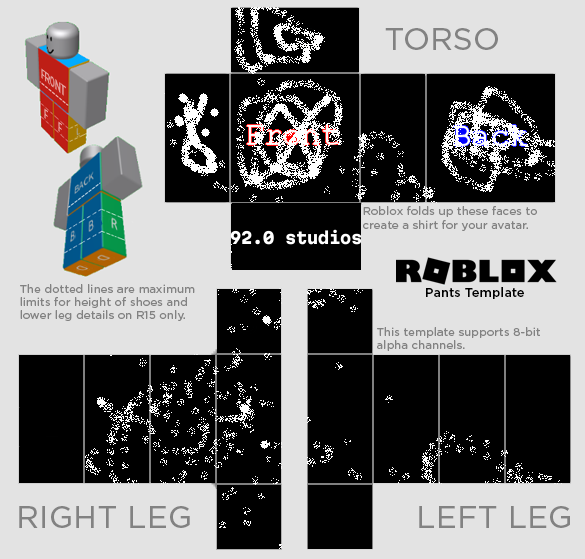 TORSO
FRONT
F
F
L
Front
Back
BACK
B
B
R
92.0 studios
Roblox folds up these faces to
create a shirt for your avatar.
ROBLOX
Pants Template
The dotted lines are maximum
limits for height of shoes and
lower leg details on R15 only.
This template supports 8-bit
alpha channels.
RIGHT LEG
LEFT LEG